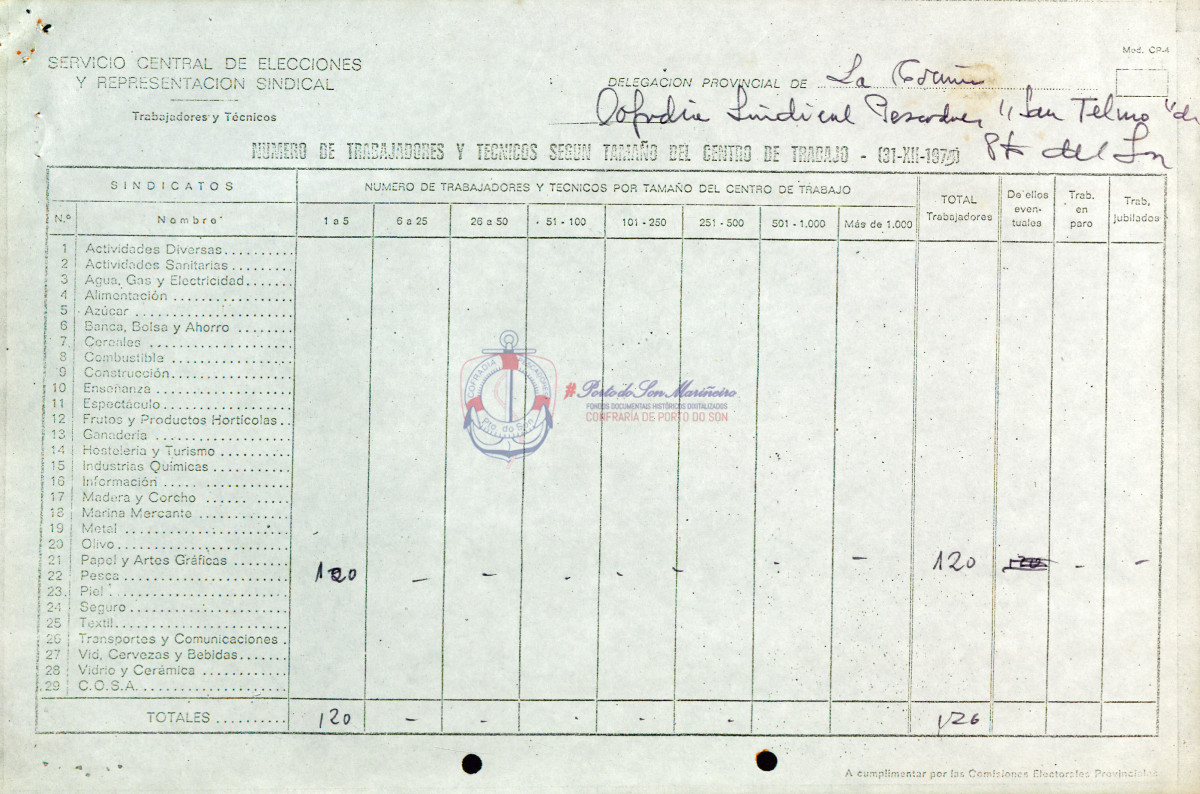 Mod. CP-4
SERVICIO CENTRAL DE ELECCIONES
Y REPRESENTACION SINDICAL
Trabajadores y Técnicos
DELEGACION PROVINCIAL DE La Coruña
Cofradía Sindical Pescadores "San Telmo" de
Pto del Son
NUMERO DE TRABAJADORES Y TECNICOS SEGUN TAMAÑO DEL CENTRO DE TRABAJO - (31-XII-1975)
SINDICATOS NUMERO DE TRABAJADORES Y TECNICOS POR TAMAÑO DEL CENTRO DE TRABAJO TOTAL Trabajadores De ellos even-tuales Trab. en paro Trab. jubilados
N.º Nombre 1 a 5 6 a 25 26 a 50 51 - 100 101 - 250 251 - 500 501 - 1.000 Más de 1.000
1 Actividades Diversas
2 Actividades Sanitarias
3 Agua, Gas y Electricidad
4 Alimentación
5 Azúcar
6 Banca, Bolsa y Ahorro
7 Cereales
8 Combustible
9 Construcción
10 Enseñanza
11 Espectáculo
12 Frutos y Productos Hortícolas
13 Ganadería
14 Hostelería y Turismo
15 Industrias Químicas
16 Información
17 Madera y Corcho
18 Marina Mercante
19 Metal
20 Olivo
21 Papel y Artes Gráficas
22 Pesca 120 - - - - - - - 120 - -
23 Piel
24 Seguro
25 Textil
26 Transportes y Comunicaciones
27 Vid, Cervezas y Bebidas
28 Vidrio y Cerámica
29 C.O.S.A.
TOTALES 120 - - - - - - - 120
A cumplimentar por las Comisiones Electorales Provinciales
COFRADIA PESCADORES
Pto. do Son
#Porto do Son Mariñeiro
FONDOS DOCUMENTAIS HISTÓRICOS DIXITALIZADOS
CONFRARÍA DE PORTO DO SON